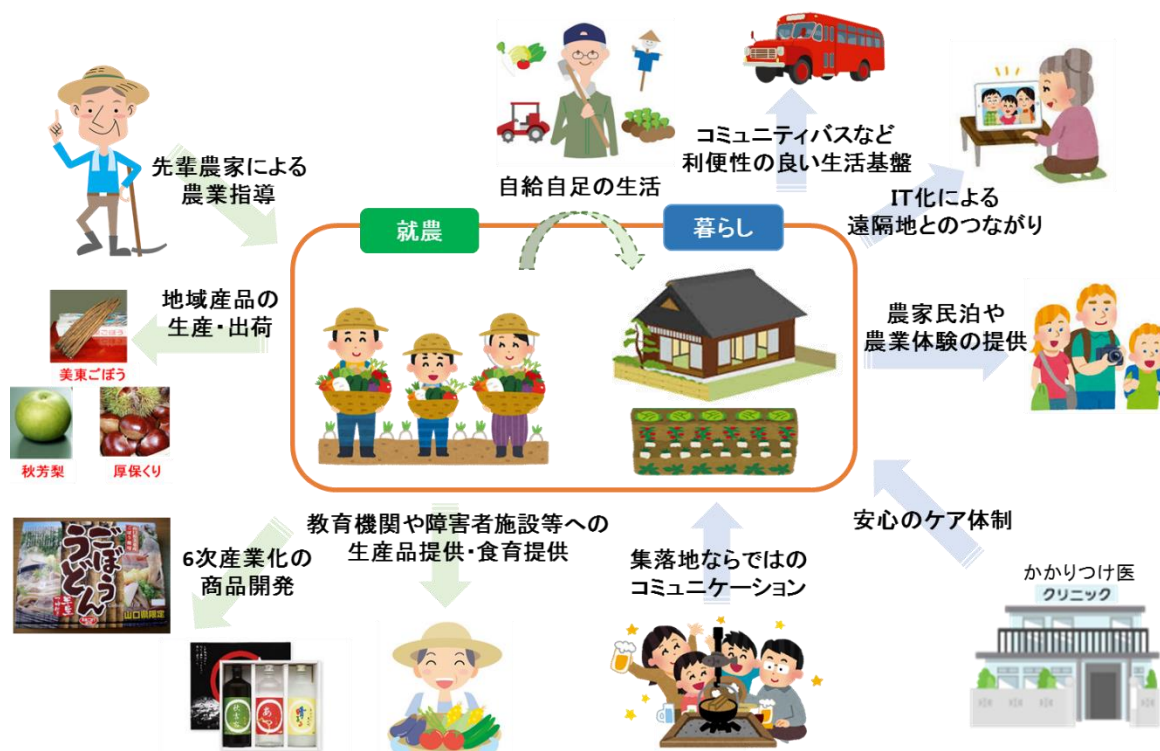 先輩農家による
農業指導
自給自足の生活
コミュニティバスなど
利便性の良い生活基盤
IT化による
遠隔地とのつながり
就農
暮らし
地域産品の
生産・出荷
美東ごぼう
秋芳梨
厚保くり
農家民泊や
農業体験の提供
6次産業化の
商品開発
ごぼう
うどん
山口県限定
教育機関や障害者施設等への
生産品提供・食育提供
集落地ならではの
コミュニケーション
安心のケア体制
かかりつけ医
クリニック